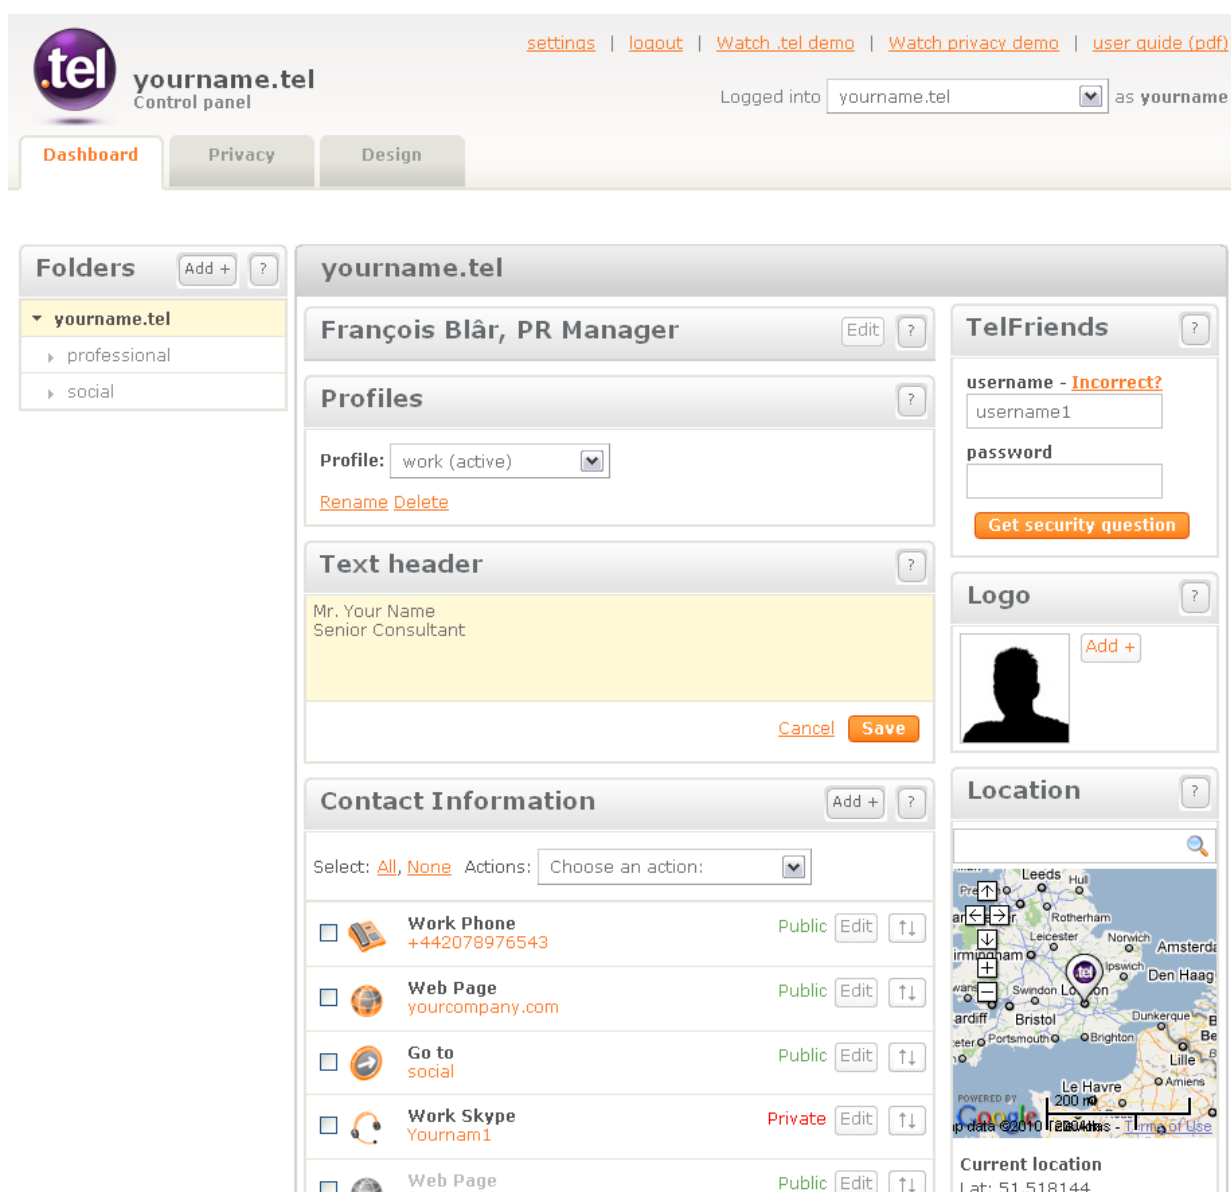 settings | logout | Watch .tel demo | Watch privacy demo | user guide (pdf)
.tel
yourname.tel
Control panel
Logged into yourname.tel as yourname
Dashboard Privacy Design
Folders Add + ?
yourname.tel
professional
social
yourname.tel
François Blâr, PR Manager Edit ?
Profiles ?
Profile: work (active)
Rename Delete
Text header ?
Mr. Your Name
Senior Consultant
Cancel Save
Contact Information Add + ?
Select: All, None Actions: Choose an action:
Work Phone
+442078976543
Public Edit
Web Page
yourcompany.com
Public Edit
Go to
social
Public Edit
Work Skype
Yournam1
Private Edit
Web Page
Public Edit
TelFriends ?
username - Incorrect?
username1
password
Get security question
Logo ?
Add +
Location ?
Leeds Hull
Rotherham
Leicester Norwich
Ipswich
Den Haag
Swindon
Bristol
Dunkerque
Portsmouth Brighton
Lille
Le Havre Amiens
POWERED BY
Google
200 mi
Terms of Use
Current location
Lat: 51.518144